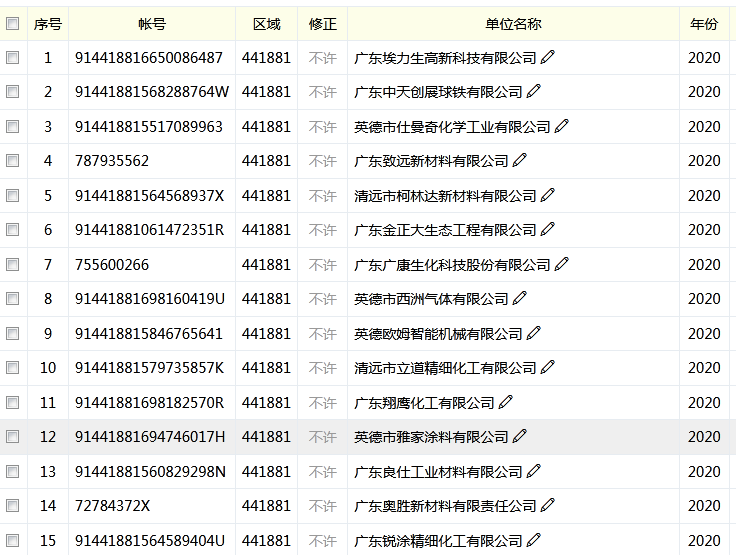 序号 帐号 区域 修正 单位名称 年份
1 914418816650086487 441881 不许 广东埃力生高新科技有限公司 2020
2 91441881568288764W 441881 不许 广东中天创展球铁有限公司 2020
3 914418815517089963 441881 不许 英德市仕曼奇化学工业有限公司 2020
4 787935562 441881 不许 广东致远新材料有限公司 2020
5 91441881564568937X 441881 不许 清远市柯林达新材料有限公司 2020
6 91441881061472351R 441881 不许 广东金正大生态工程有限公司 2020
7 755600266 441881 不许 广东广康生化科技股份有限公司 2020
8 91441881698160419U 441881 不许 英德市西洲气体有限公司 2020
9 914418815846765641 441881 不许 英德欧姆智能机械有限公司 2020
10 91441881579735857K 441881 不许 清远市立道精细化工有限公司 2020
11 91441881698182570R 441881 不许 广东翔鹰化工有限公司 2020
12 91441881694746017H 441881 不许 英德市雅家涂料有限公司 2020
13 91441881560829298N 441881 不许 广东良仕工业材料有限公司 2020
14 72784372X 441881 不许 广东奥胜新材料有限责任公司 2020
15 91441881564589404U 441881 不许 广东锐涂精细化工有限公司 2020